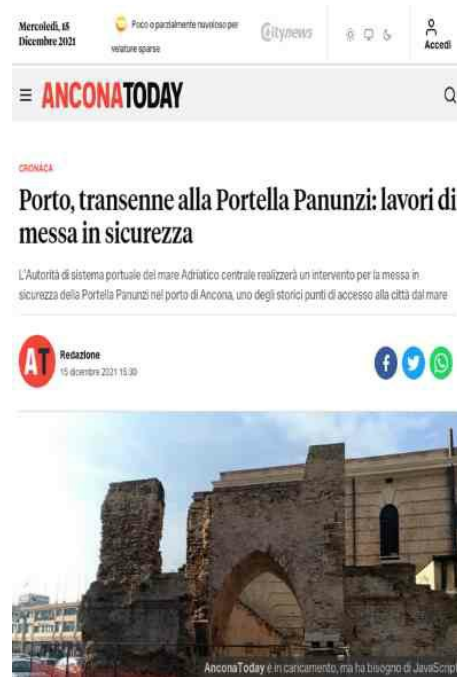 Mercoledì, 15
Dicembre 2021
Poco o parzialmente nuvoloso per
velature sparse
Citynews
Accedi
ANCONATODAY
CRONACA
Porto, transenne alla Portella Panunzi: lavori di
messa in sicurezza
L'Autorità di sistema portuale del mare Adriatico centrale realizzerà un intervento per la messa in
sicurezza della Portella Panunzi nel porto di Ancona, uno degli storici punti di accesso alla città dal mare
AT
Redazione
15 dicembre 2021 15:30
AnconaToday è in caricamento, ma ha bisogno di JavaScript